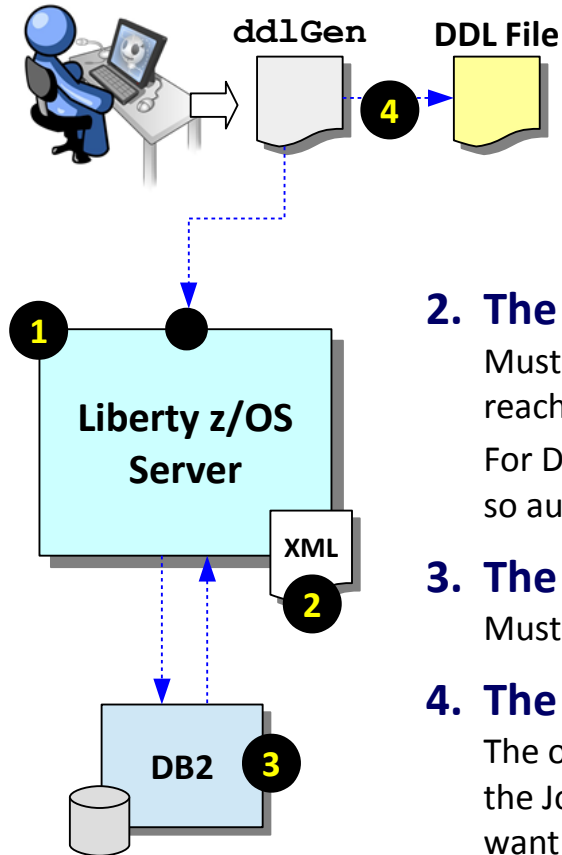 ddlGen
DDL File
4
1
Liberty z/OS
Server
XML
2
DB2
3
2. The
Must
reach
For D
so au
3. The
Must
4. The
The o
the Jo
want